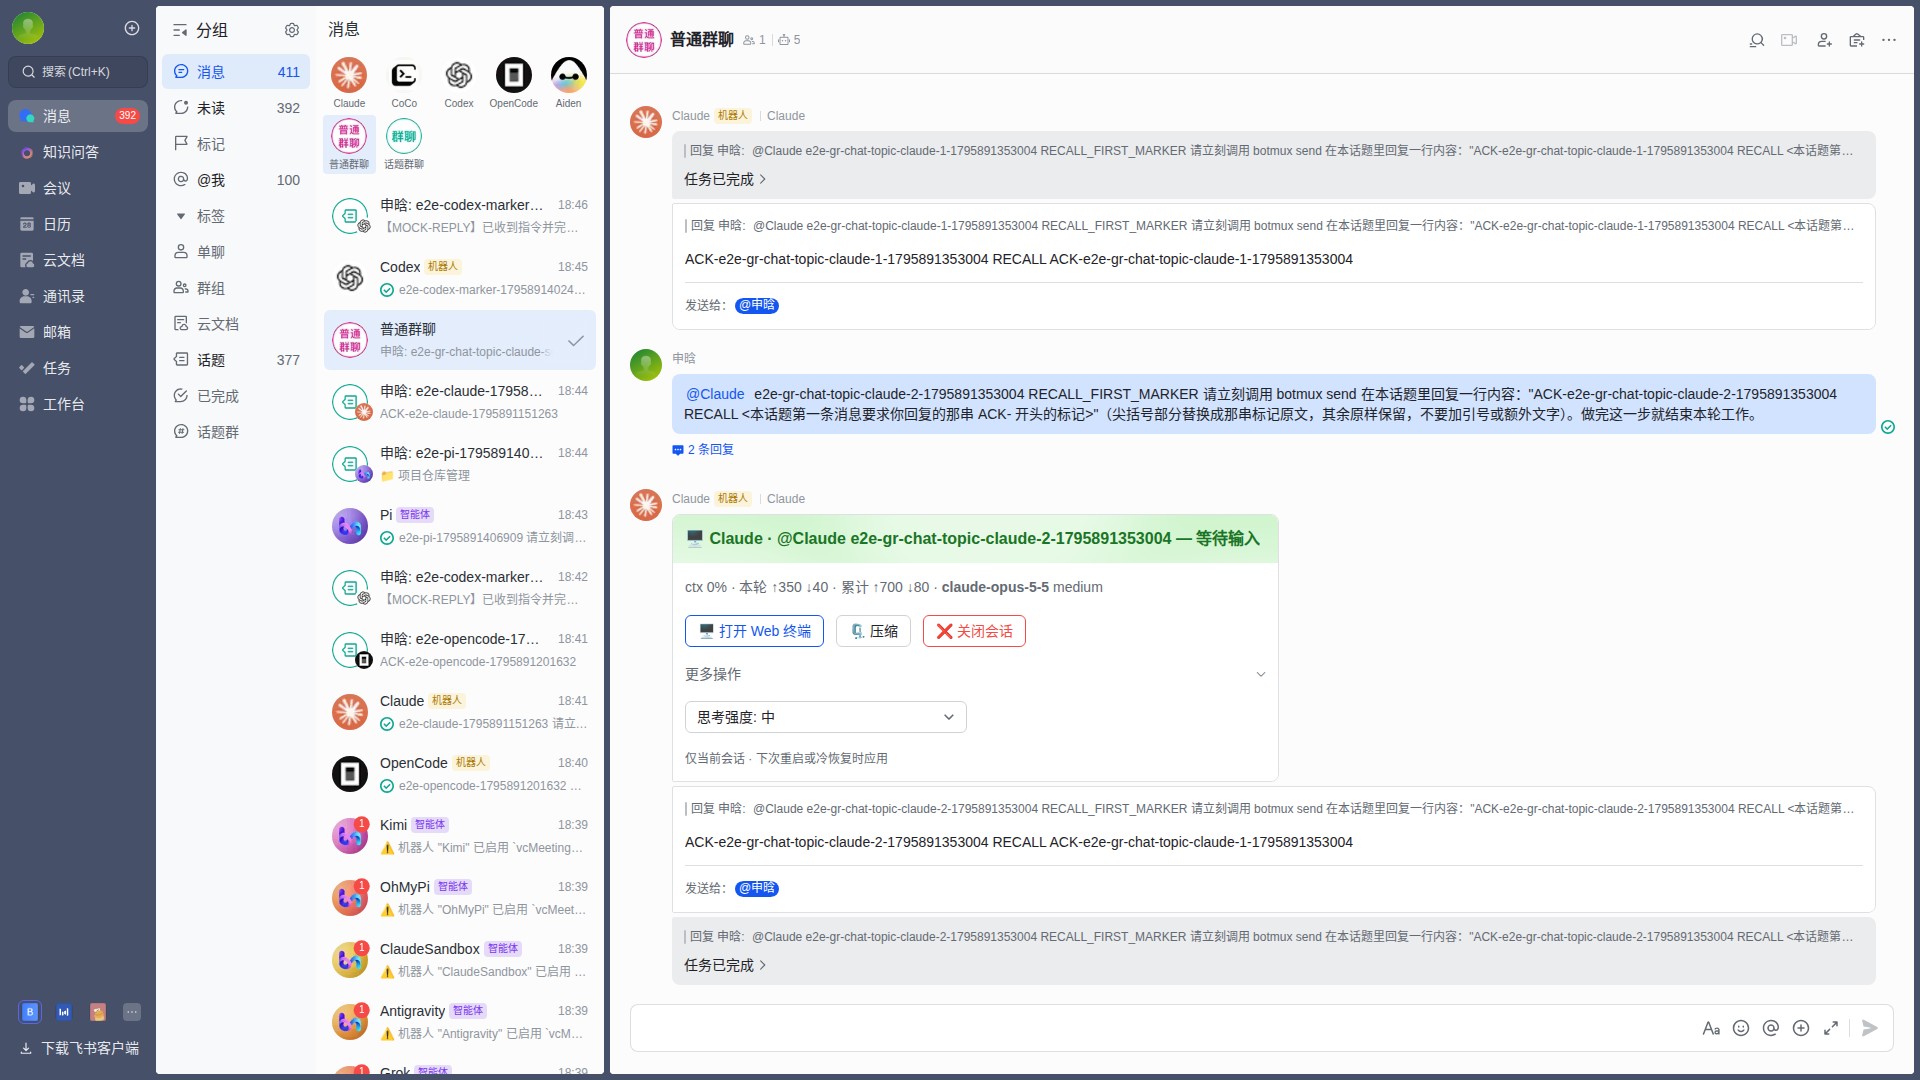 搜索 (Ctrl+K)
消息 392
知识问答
会议
日历
云文档
通讯录
邮箱
任务
工作台
下载飞书客户端
分组
消息 411
未读 392
标记
@我 100
标签
单聊
群组
云文档
话题 377
已完成
话题群
消息
Claude
CoCo
Codex
OpenCode
Aiden
普通群聊
普通群聊
群聊
话题群聊
申晗: e2e-codex-marker… 18:46
【MOCK-REPLY】已收到指令并完…
Codex 机器人 18:45
e2e-codex-marker-17958914024…
普通群聊
普通群聊
申晗: e2e-gr-chat-topic-claude-s
申晗: e2e-claude-17958… 18:44
ACK-e2e-claude-1795891151263
申晗: e2e-pi-179589140… 18:44
📁 项目仓库管理
Pi 智能体 18:43
e2e-pi-1795891406909 请立刻调…
申晗: e2e-codex-marker… 18:42
【MOCK-REPLY】已收到指令并完…
申晗: e2e-opencode-17… 18:41
ACK-e2e-opencode-1795891201632
Claude 机器人 18:41
e2e-claude-1795891151263 请立…
OpenCode 机器人 18:40
e2e-opencode-1795891201632 …
1
Kimi 智能体 18:39
⚠️ 机器人 "Kimi" 已启用 `vcMeeting…
1
OhMyPi 智能体 18:39
⚠️ 机器人 "OhMyPi" 已启用 `vcMeet…
1
ClaudeSandbox 智能体 18:39
⚠️ 机器人 "ClaudeSandbox" 已启用 …
1
Antigravity 智能体 18:39
⚠️ 机器人 "Antigravity" 已启用 `vcM…
1
Grok 智能体 18:39
普通群聊
普通群聊 1 5
Claude 机器人 Claude
回复 申晗: @Claude e2e-gr-chat-topic-claude-1-1795891353004 RECALL_FIRST_MARKER 请立刻调用 botmux send 在本话题里回复一行内容："ACK-e2e-gr-chat-topic-claude-1-1795891353004 RECALL <本话题第…
任务已完成
回复 申晗: @Claude e2e-gr-chat-topic-claude-1-1795891353004 RECALL_FIRST_MARKER 请立刻调用 botmux send 在本话题里回复一行内容："ACK-e2e-gr-chat-topic-claude-1-1795891353004 RECALL <本话题第…
ACK-e2e-gr-chat-topic-claude-1-1795891353004 RECALL ACK-e2e-gr-chat-topic-claude-1-1795891353004
发送给： @申晗
申晗
@Claude e2e-gr-chat-topic-claude-2-1795891353004 RECALL_FIRST_MARKER 请立刻调用 botmux send 在本话题里回复一行内容："ACK-e2e-gr-chat-topic-claude-2-1795891353004
RECALL <本话题第一条消息要求你回复的那串 ACK- 开头的标记>"（尖括号部分替换成那串标记原文，其余原样保留，不要加引号或额外文字）。做完这一步就结束本轮工作。
2 条回复
Claude 机器人 Claude
🖥️ Claude · @Claude e2e-gr-chat-topic-claude-2-1795891353004 — 等待输入
ctx 0% · 本轮 ↑350 ↓40 · 累计 ↑700 ↓80 · claude-opus-5-5 medium
🖥️ 打开 Web 终端
🗜️ 压缩
❌ 关闭会话
更多操作
思考强度: 中
仅当前会话 · 下次重启或冷恢复时应用
回复 申晗: @Claude e2e-gr-chat-topic-claude-2-1795891353004 RECALL_FIRST_MARKER 请立刻调用 botmux send 在本话题里回复一行内容："ACK-e2e-gr-chat-topic-claude-2-1795891353004 RECALL <本话题第…
ACK-e2e-gr-chat-topic-claude-2-1795891353004 RECALL ACK-e2e-gr-chat-topic-claude-1-1795891353004
发送给： @申晗
回复 申晗: @Claude e2e-gr-chat-topic-claude-2-1795891353004 RECALL_FIRST_MARKER 请立刻调用 botmux send 在本话题里回复一行内容："ACK-e2e-gr-chat-topic-claude-2-1795891353004 RECALL <本话题第…
任务已完成
Aa
B